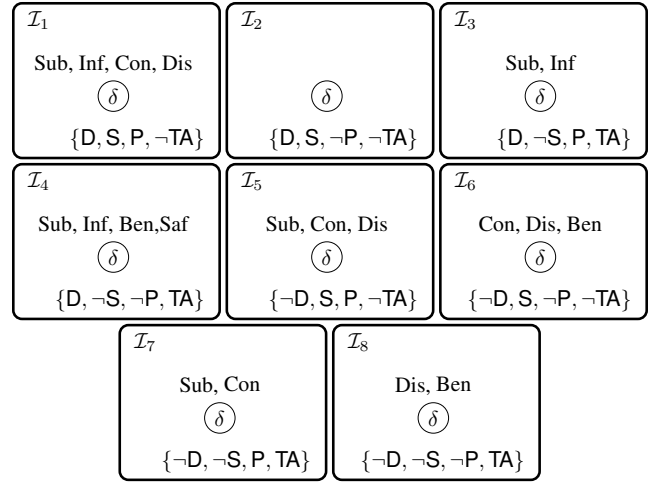 I₁ I₂ I₃
Sub, Inf, Con, Dis Sub, Inf
δ δ δ
{D, S, P, ¬TA} {D, S, ¬P, ¬TA} {D, ¬S, P, TA}
I₄ I₅ I₆
Sub, Inf, Ben,Saf Sub, Con, Dis Con, Dis, Ben
δ δ δ
{D, ¬S, ¬P, TA} {¬D, S, P, ¬TA} {¬D, S, ¬P, ¬TA}
I₇ I₈
Sub, Con Dis, Ben
δ δ
{¬D, ¬S, P, TA} {¬D, ¬S, ¬P, TA}